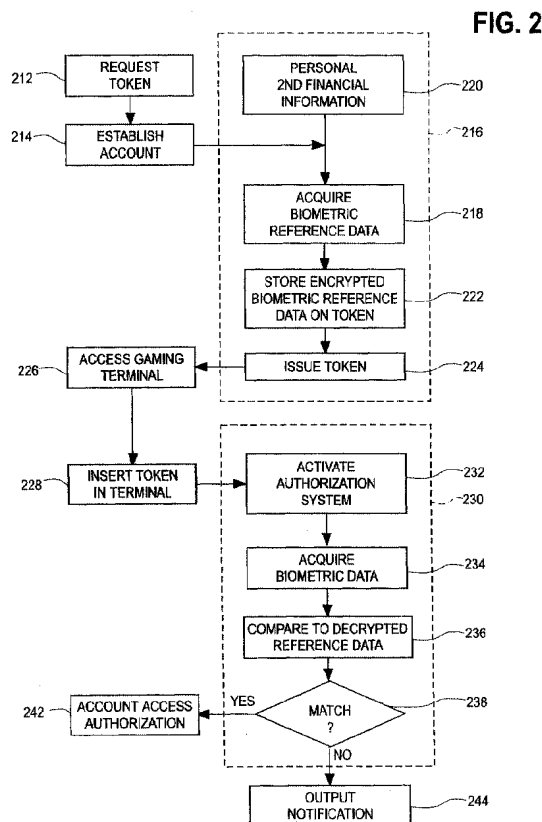 FIG. 2
212
REQUEST
TOKEN
214
ESTABLISH
ACCOUNT
PERSONAL
2ND FINANCIAL
INFORMATION
220
216
ACQUIRE
BIOMETRIC
REFERENCE DATA
218
STORE ENCRYPTED
BIOMETRIC REFERENCE
DATA ON TOKEN
222
ISSUE TOKEN
224
226
ACCESS GAMING
TERMINAL
228
INSERT TOKEN
IN TERMINAL
ACTIVATE
AUTHORIZATION
SYSTEM
232
230
ACQUIRE
BIOMETRIC DATA
234
COMPARE TO DECRYPTED
REFERENCE DATA
236
MATCH
?
238
YES
242
ACCOUNT ACCESS
AUTHORIZATION
NO
OUTPUT
NOTIFICATION
244